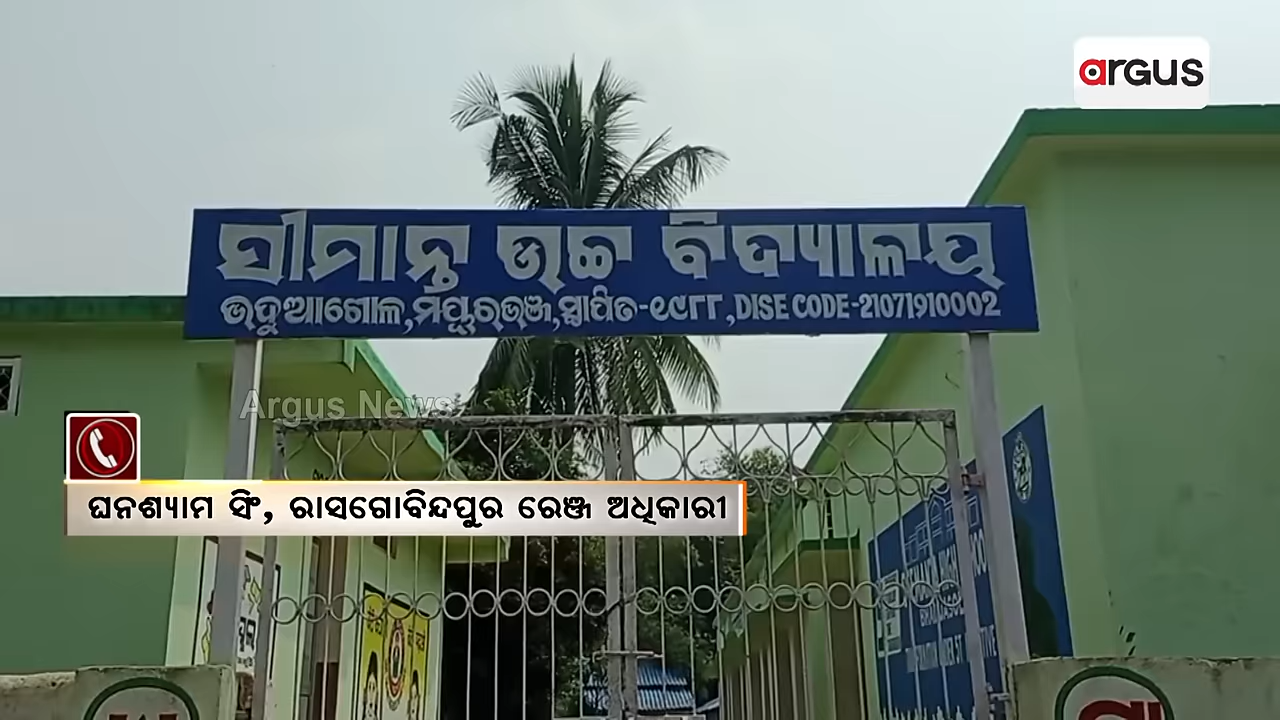 argus
ସୀମାନ୍ତ ଉଚ୍ଚ ବିଦ୍ୟାଳୟ
ଭଦୁଆଗୋଳ,ମୟୂରଭଞ୍ଜ,ସ୍ଥାପିତ-୧୯୮୮,DISE CODE-21071910002
Argus News
ଘନଶ୍ୟାମ ସିଂ, ରାସଗୋବିନ୍ଦପୁର ରେଞ୍ଜ ଅଧିକାରୀ